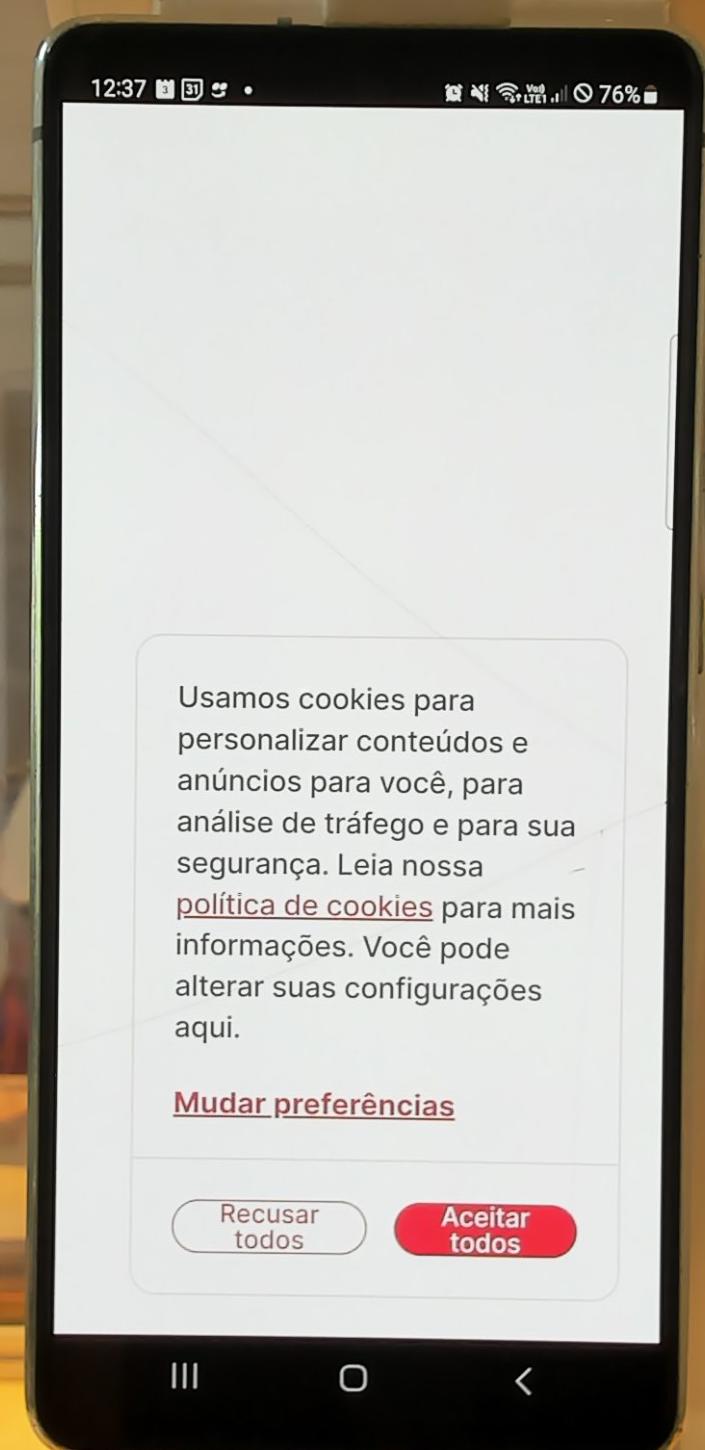 12:37 3 31 Vo) LTE1 76%
Usamos cookies para
personalizar conteúdos e
anúncios para você, para
análise de tráfego e para sua
segurança. Leia nossa
política de cookies para mais
informações. Você pode
alterar suas configurações
aqui.
Mudar preferências
Recusar
todos
Aceitar
todos